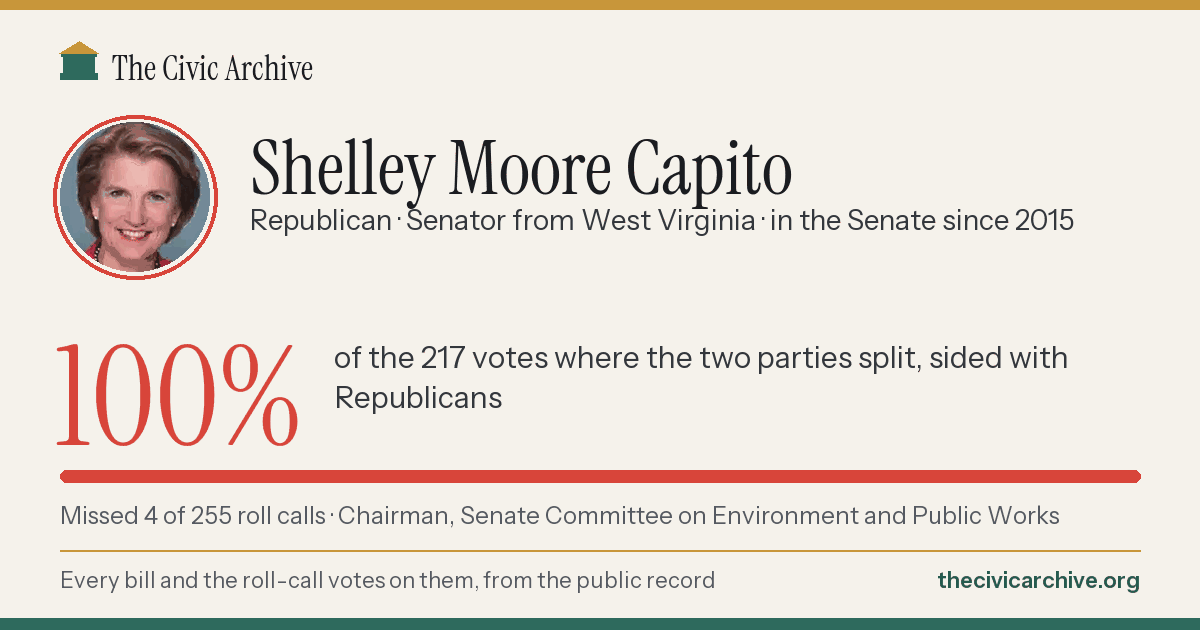 The Civic Archive
Shelley Moore Capito
Republican · Senator from West Virginia · in the Senate since 2015
100%
of the 217 votes where the two parties split, sided with
Republicans
Missed 4 of 255 roll calls · Chairman, Senate Committee on Environment and Public Works
Every bill and the roll-call votes on them, from the public record
thecivicarchive.org